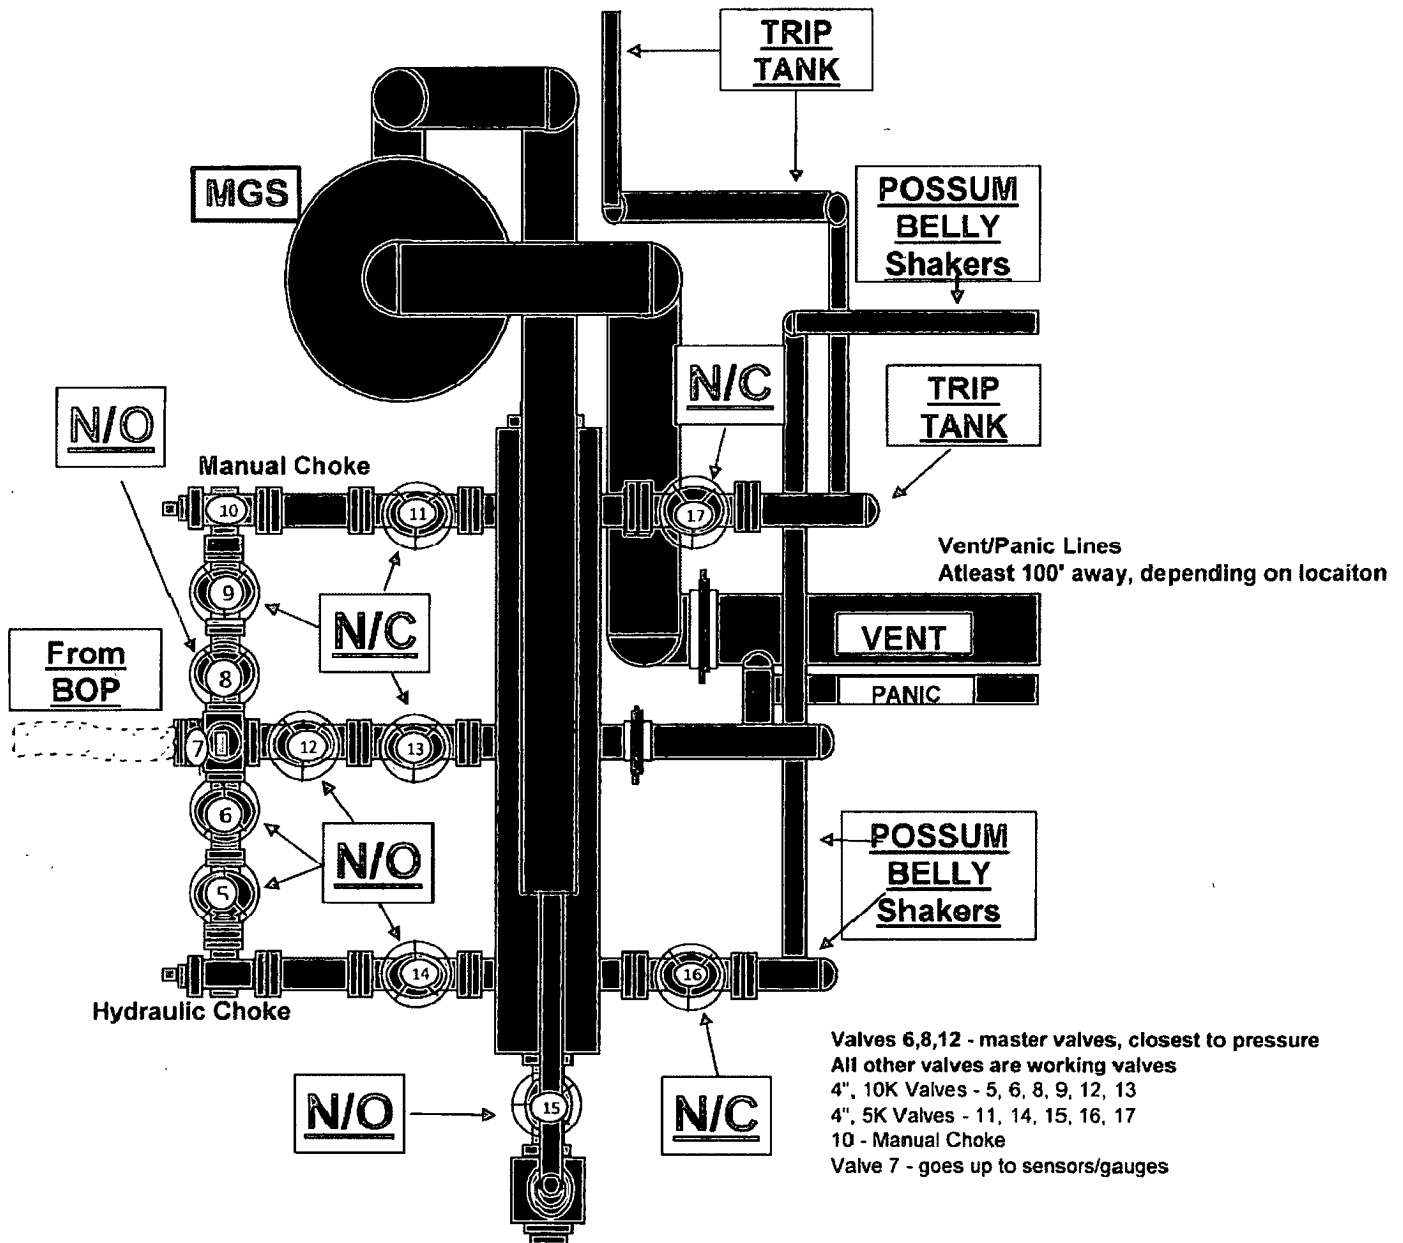 TRIP
TANK
MGS
POSSUM
BELLY
Shakers
N/C
N/O
TRIP
TANK
Manual Choke
10
11
17
Vent/Panic Lines
Atleast 100' away, depending on locaiton
9
N/C
From
BOP
8
VENT
PANIC
7
12
13
6
N/O
5
POSSUM
BELLY
Shakers
14
16
Hydraulic Choke
N/O
15
N/C
Valves 6,8,12 - master valves, closest to pressure
All other valves are working valves
4", 10K Valves - 5, 6, 8, 9, 12, 13
4", 5K Valves - 11, 14, 15, 16, 17
10 - Manual Choke
Valve 7 - goes up to sensors/gauges